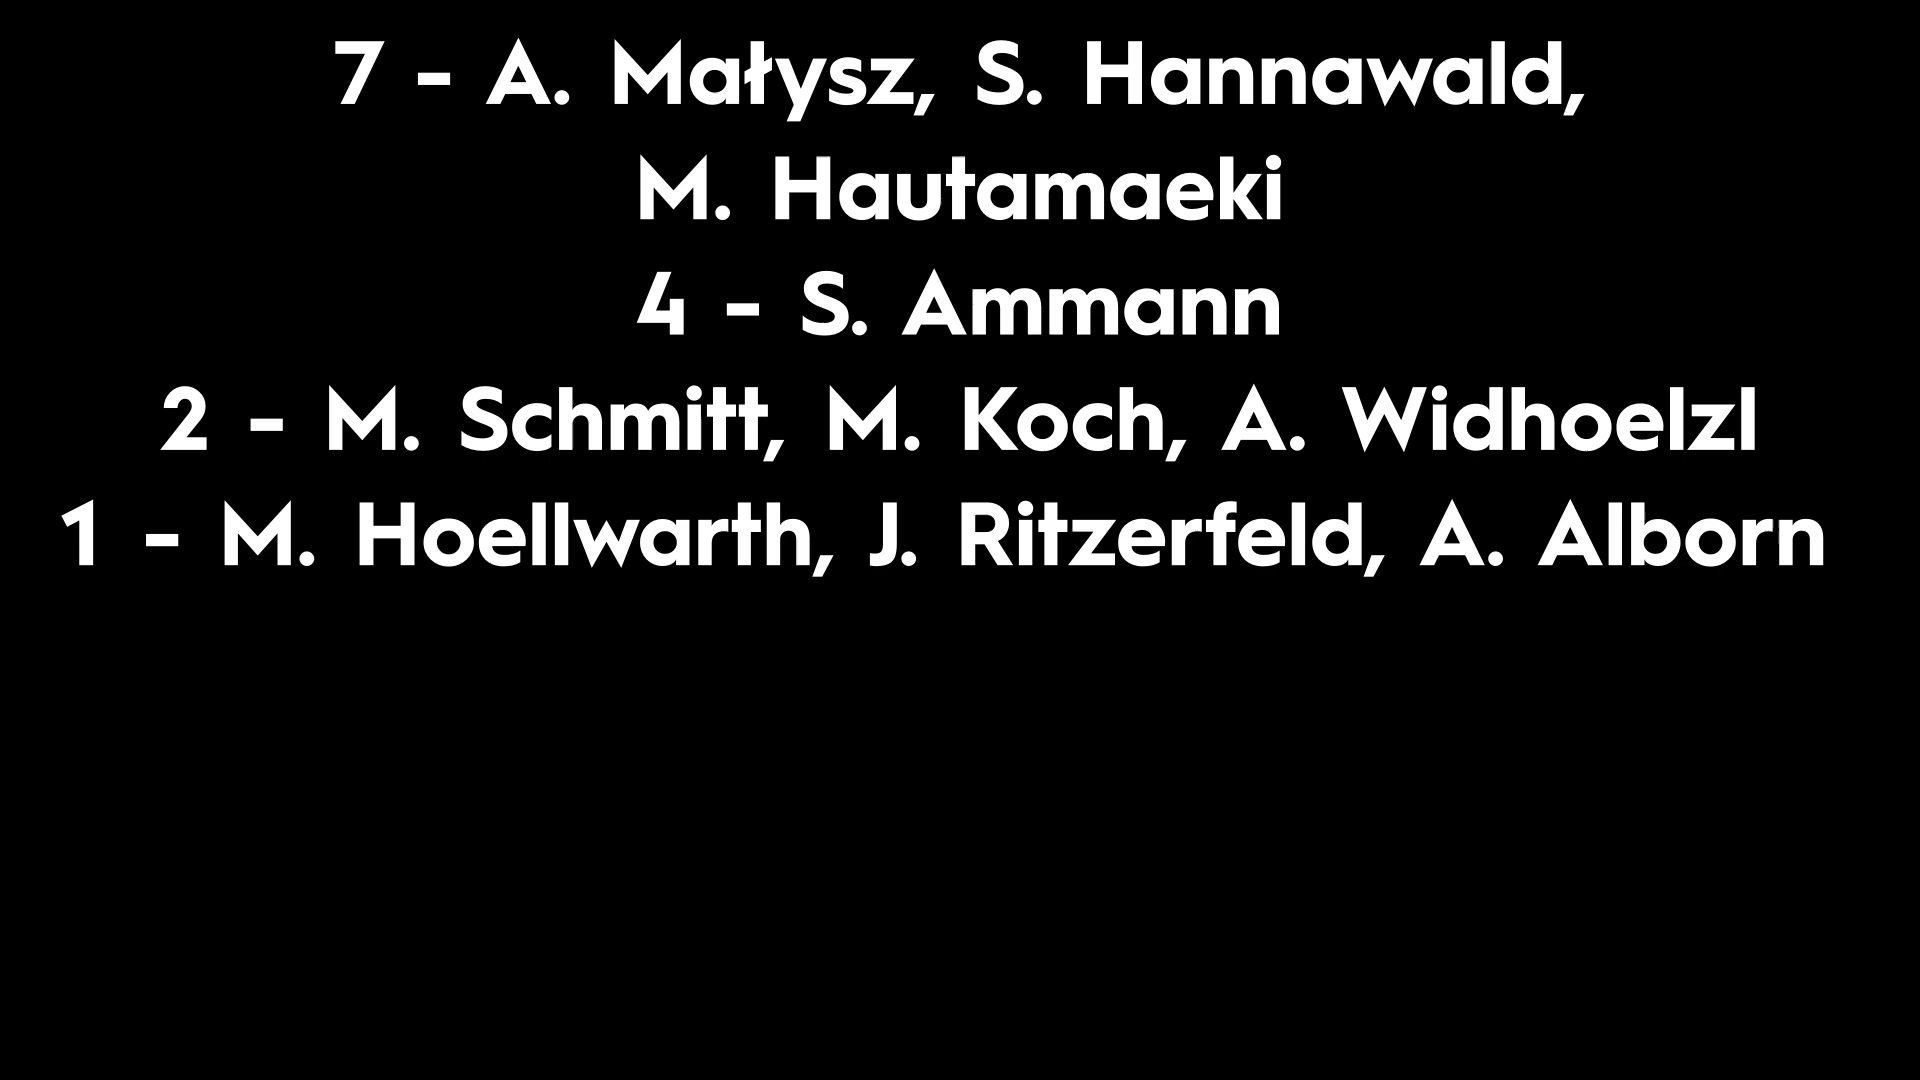 7 - A. Małysz, S. Hannawald,
M. Hautamaeki
4 - S. Ammann
2 - M. Schmitt, M. Koch, A. Widhoelzl
1 - M. Hoellwarth, J. Ritzerfeld, A. Alborn